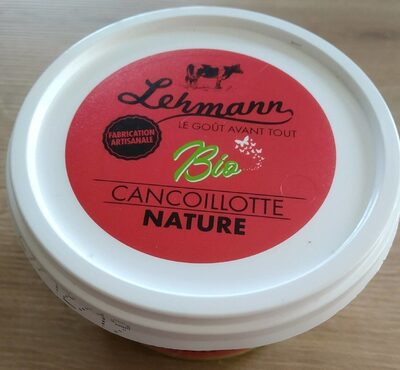 Lehmann
LE GOÛT AVANT TOUT
FABRICATION
ARTISANALE
Bio
CANCOILLOTTE
NATURE